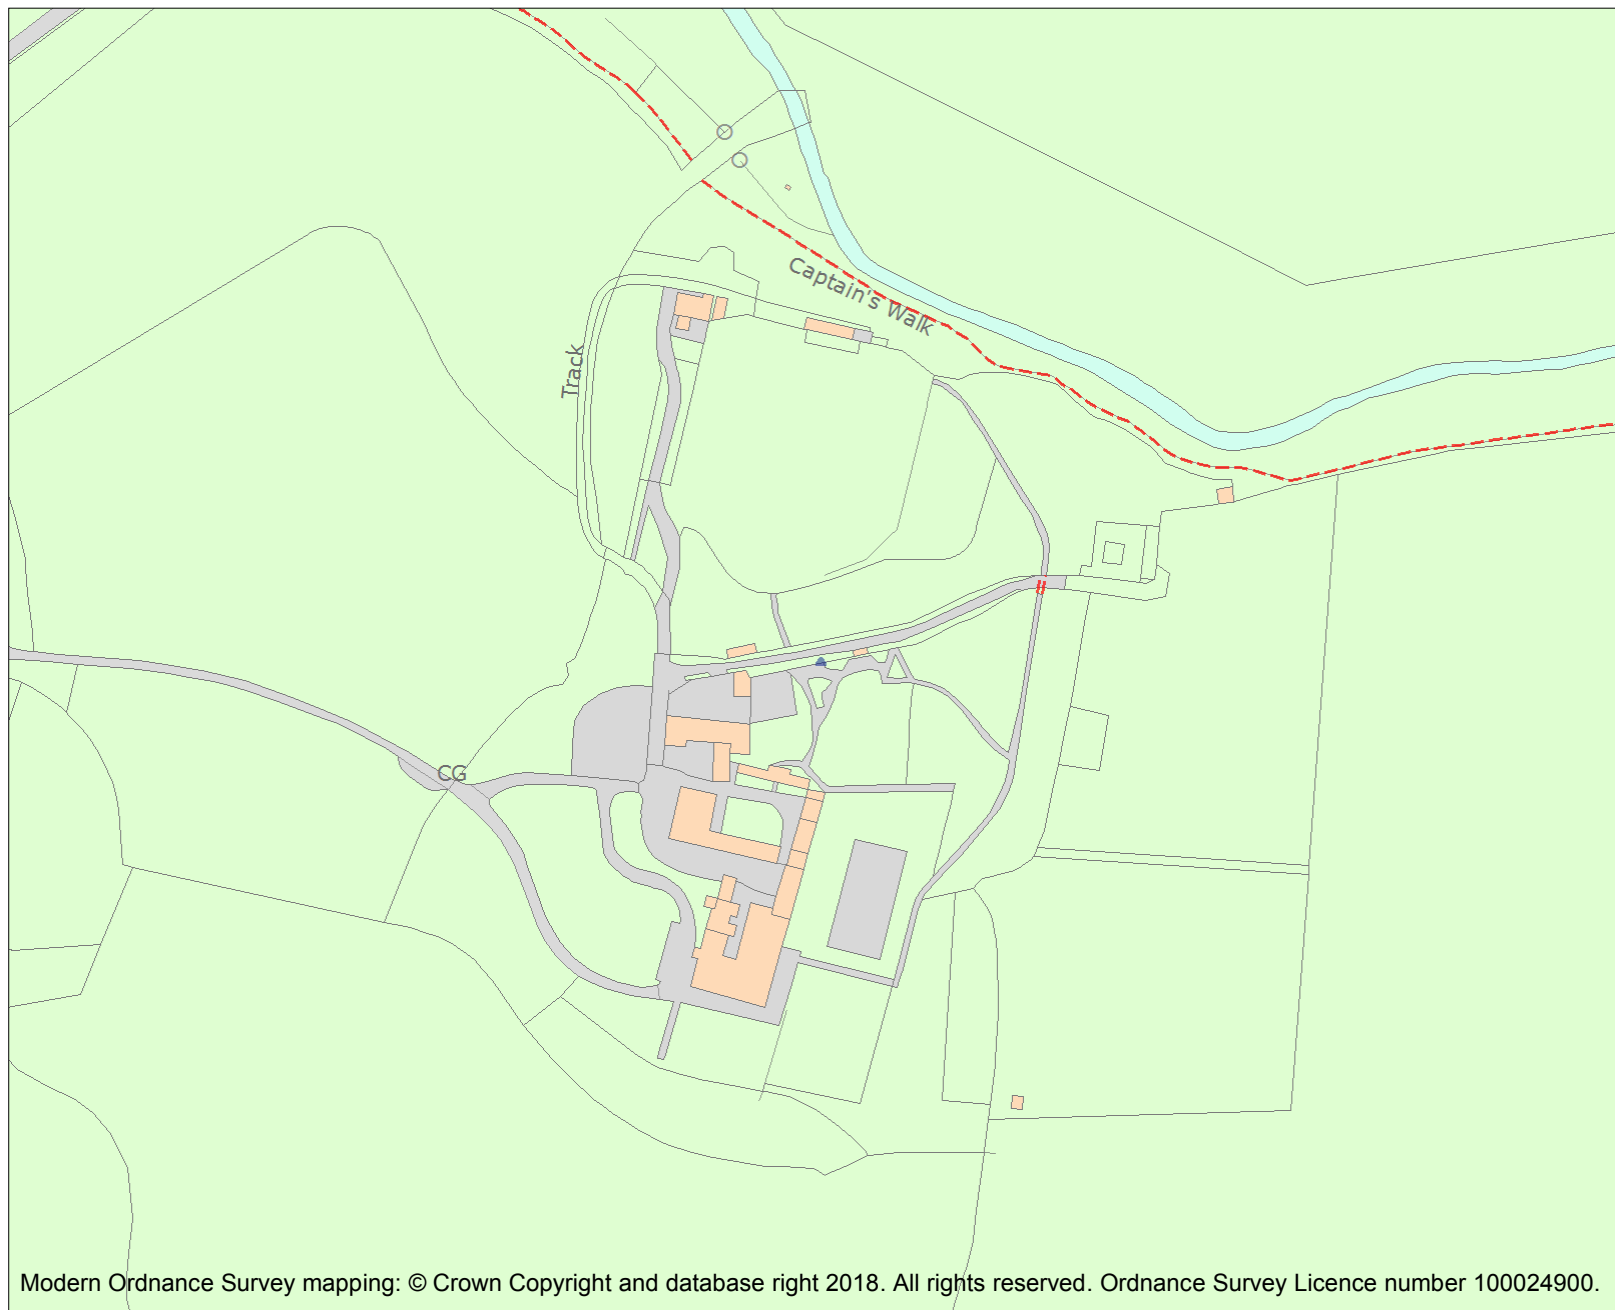 Captain's Walk
Track
CG
Modern Ordnance Survey mapping: © Crown Copyright and database right 2018. All rights reserved. Ordnance Survey Licence number 100024900.